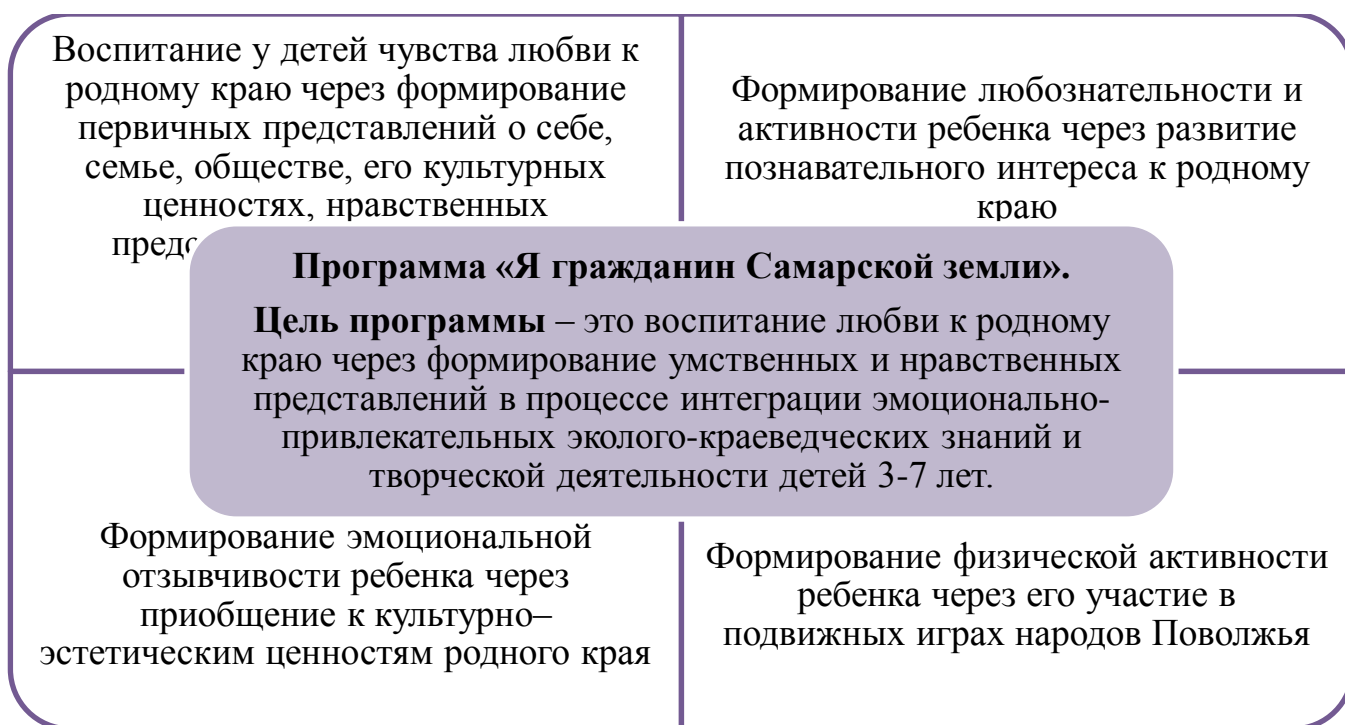 Воспитание у детей чувства любви к
родному краю через формирование
первичных представлений о себе,
семье, обществе, его культурных
ценностях, нравственных
Формирование любознательности и
активности ребенка через развитие
познавательного интереса к родному
краю
Программа «Я гражданин Самарской земли».
Цель программы – это воспитание любви к родному
краю через формирование умственных и нравственных
представлений в процессе интеграции эмоционально-
привлекательных эколого-краеведческих знаний и
творческой деятельности детей 3-7 лет.
Формирование эмоциональной
отзывчивости ребенка через
приобщение к культурно–
эстетическим ценностям родного края
Формирование физической активности
ребенка через его участие в
подвижных играх народов Поволжья